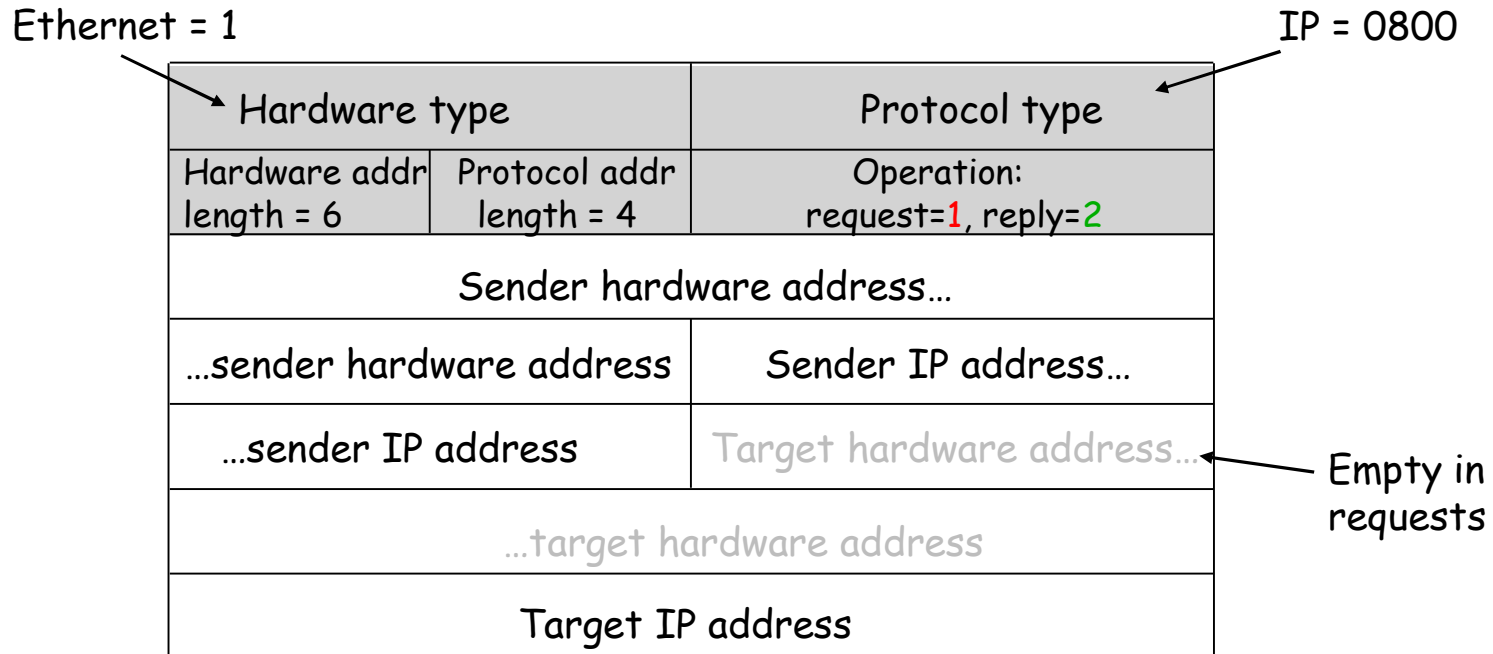 Ethernet = 1
IP = 0800
Hardware type
Protocol type
Hardware addr
length = 6
Protocol addr
length = 4
Operation:
request=1, reply=2
Sender hardware address…
…sender hardware address
Sender IP address…
…sender IP address
Target hardware address…
Empty in
requests
…target hardware address
Target IP address